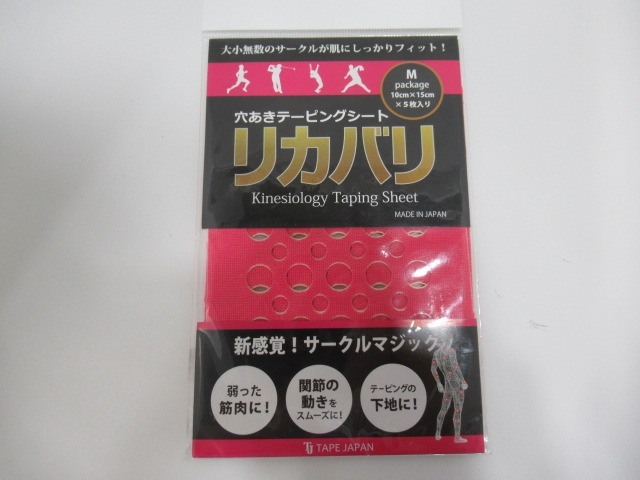 大小無数のサークルが肌にしっかりフィット！
M
package
10cm×15cm
×5枚入り
穴あきテーピングシート
リカバリ
Kinesiology Taping Sheet
MADE IN JAPAN
新感覚！サークルマジック
弱った
筋肉に！
関節の
動きを
スムーズに！
テーピングの
下地に！
TJ TAPE JAPAN